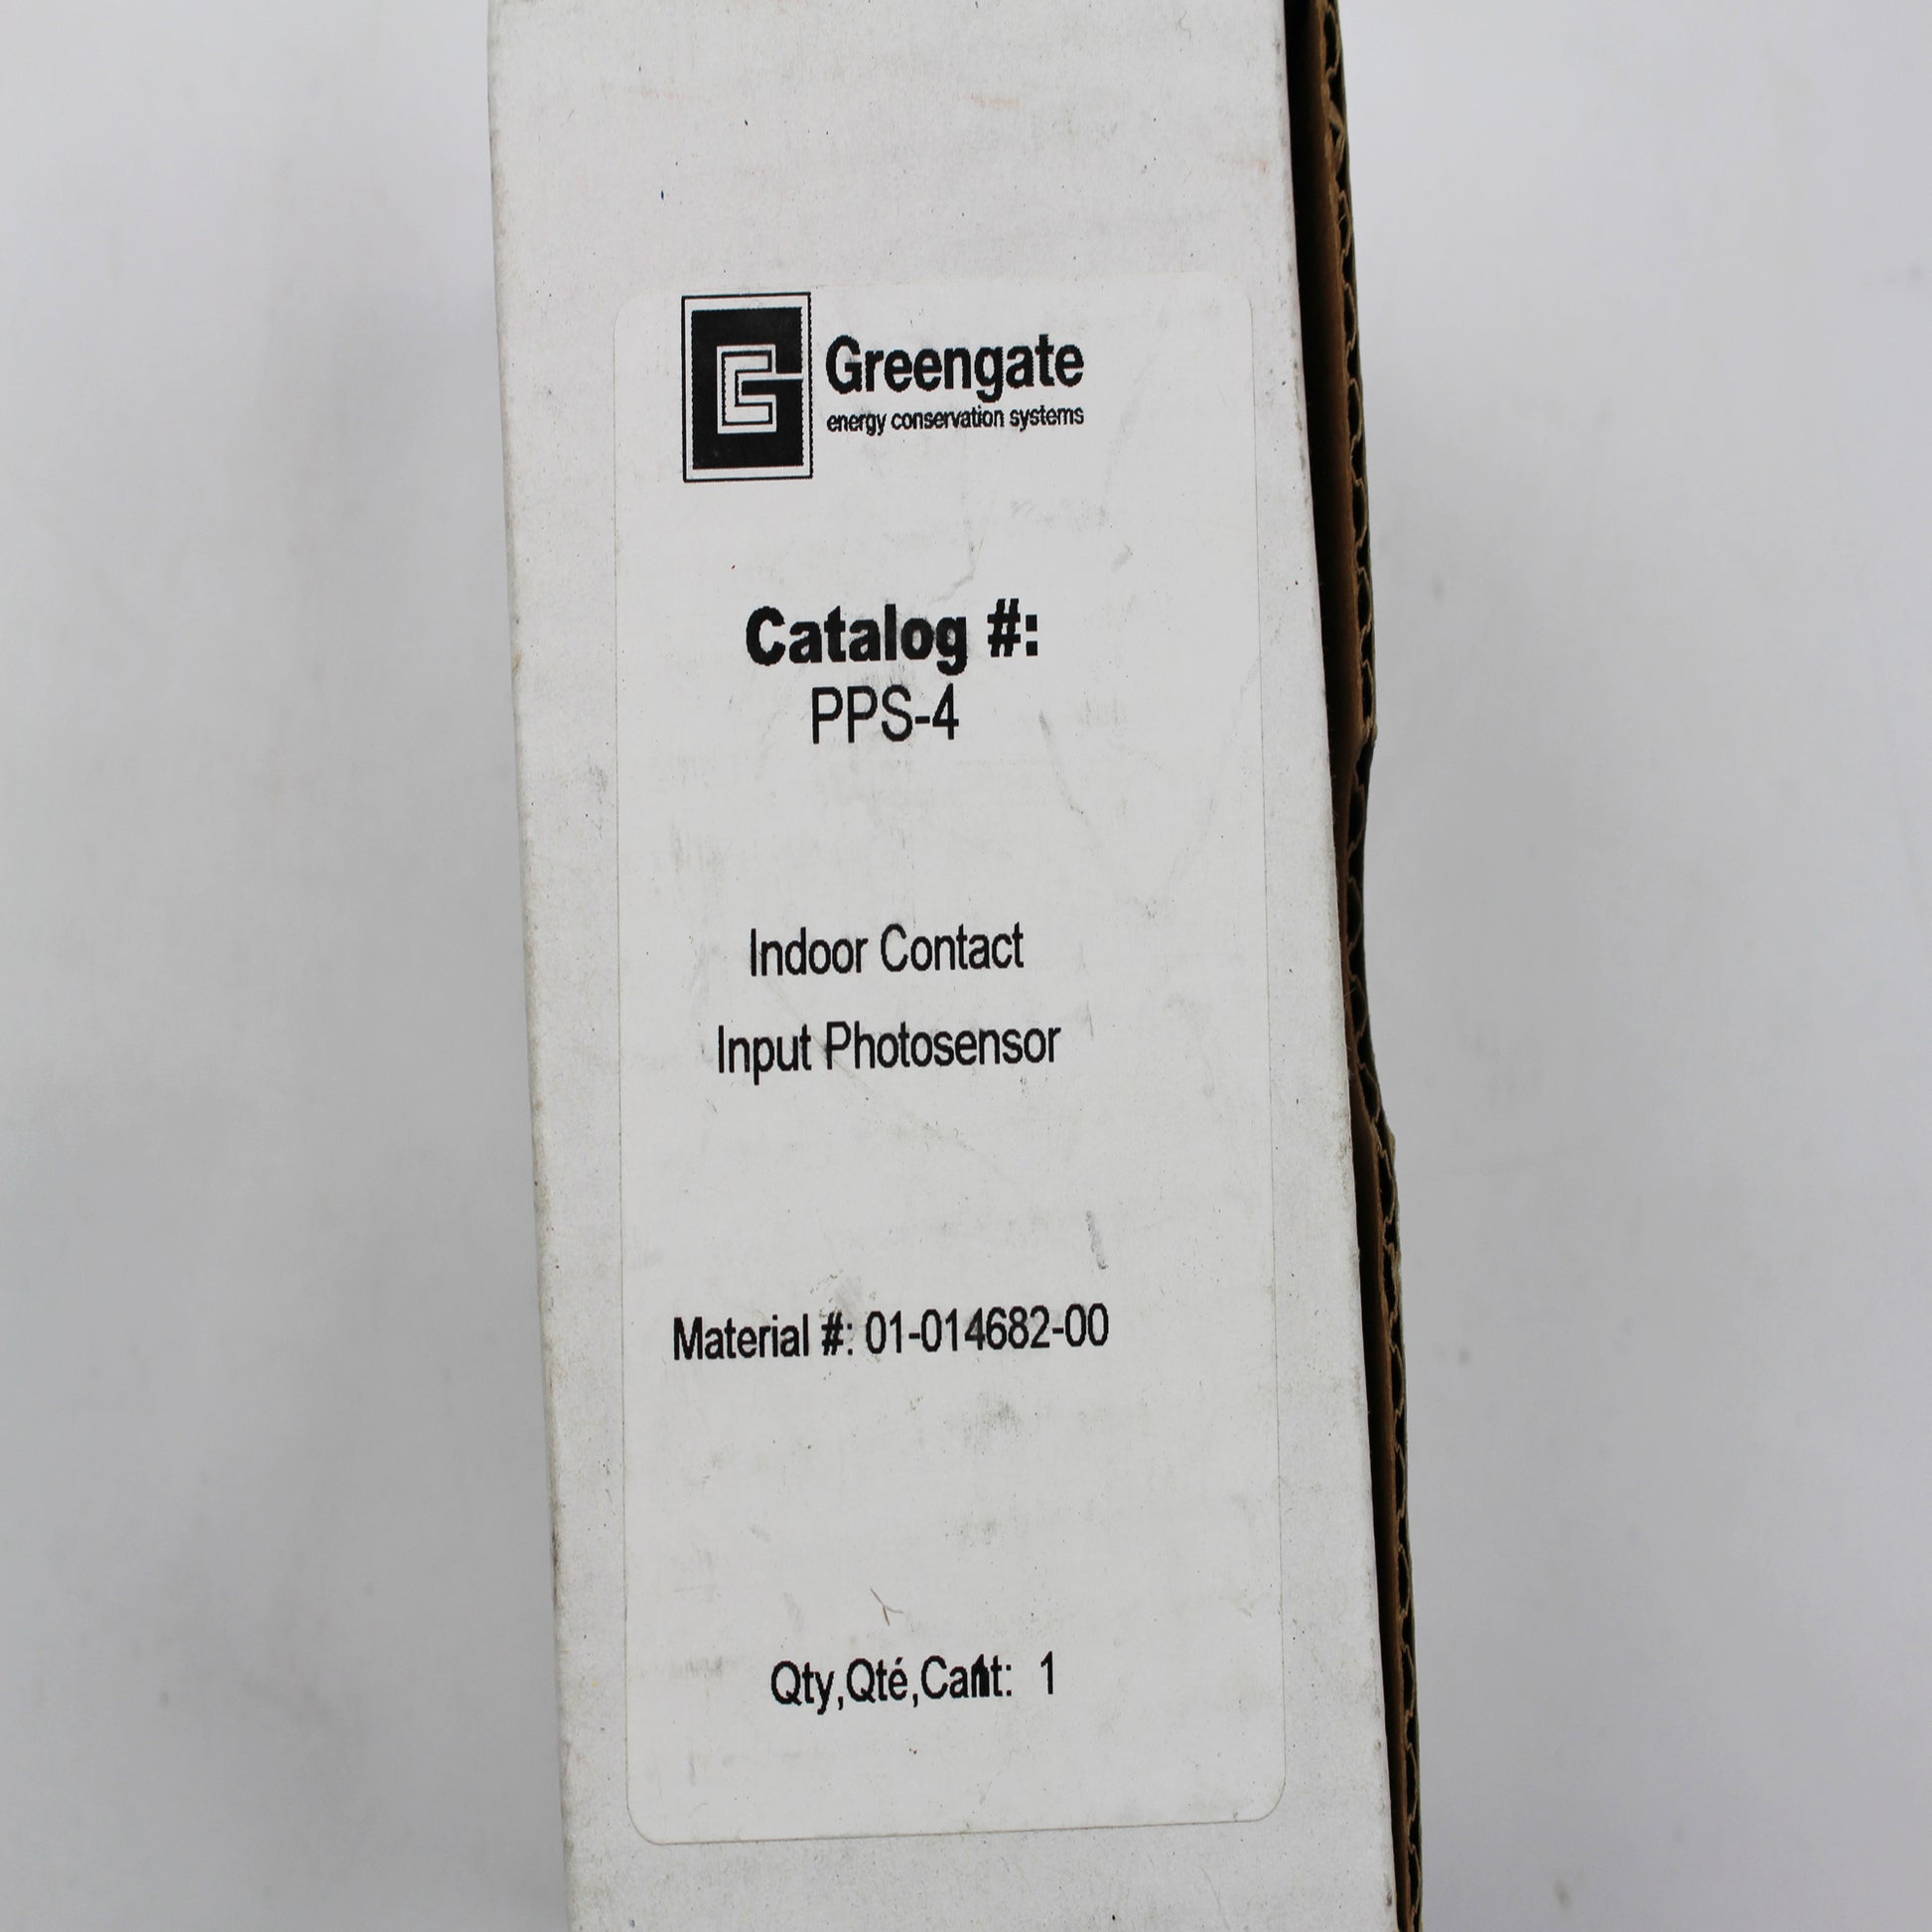 Greengate
energy conservation systems
Catalog #:
PPS-4
Indoor Contact
Input Photosensor
Material #: 01-014682-00
Qty,Qté,Cant: 1